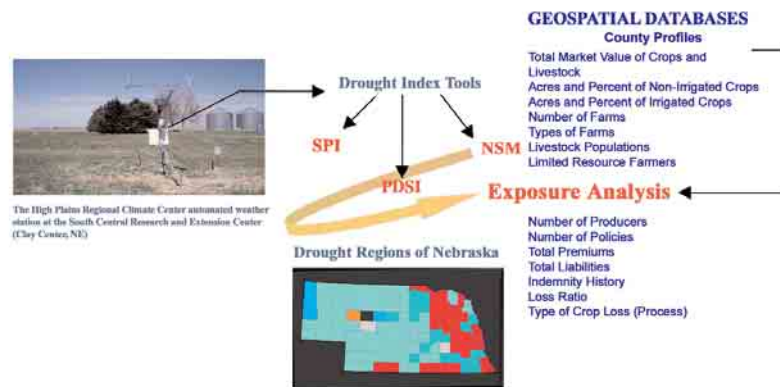 GEOSPATIAL DATABASES
County Profiles
Total Market Value of Crops and
Livestock
Acres and Percent of Non-Irrigated Crops
Acres and Percent of Irrigated Crops
Number of Farms
Types of Farms
Livestock Populations
Limited Resource Farmers
Drought Index Tools
SPI
PDSI
NSM
Exposure Analysis
The High Plains Regional Climate Center automated weather
station at the South Central Research and Extension Center
(Clay Center, NE)
Number of Producers
Number of Policies
Total Premiums
Total Liabilities
Indemnity History
Loss Ratio
Type of Crop Loss (Process)
Drought Regions of Nebraska